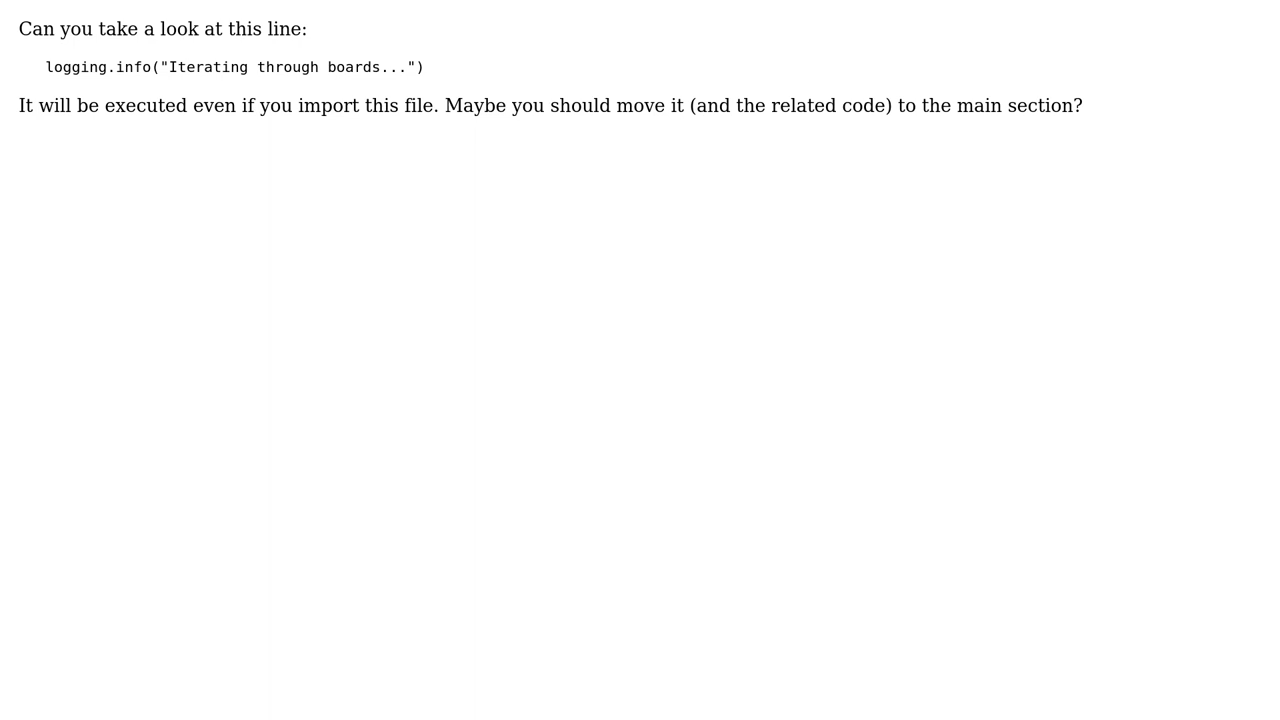 Can you take a look at this line:
logging.info("Iterating through boards...")
It will be executed even if you import this file. Maybe you should move it (and the related code) to the main section?